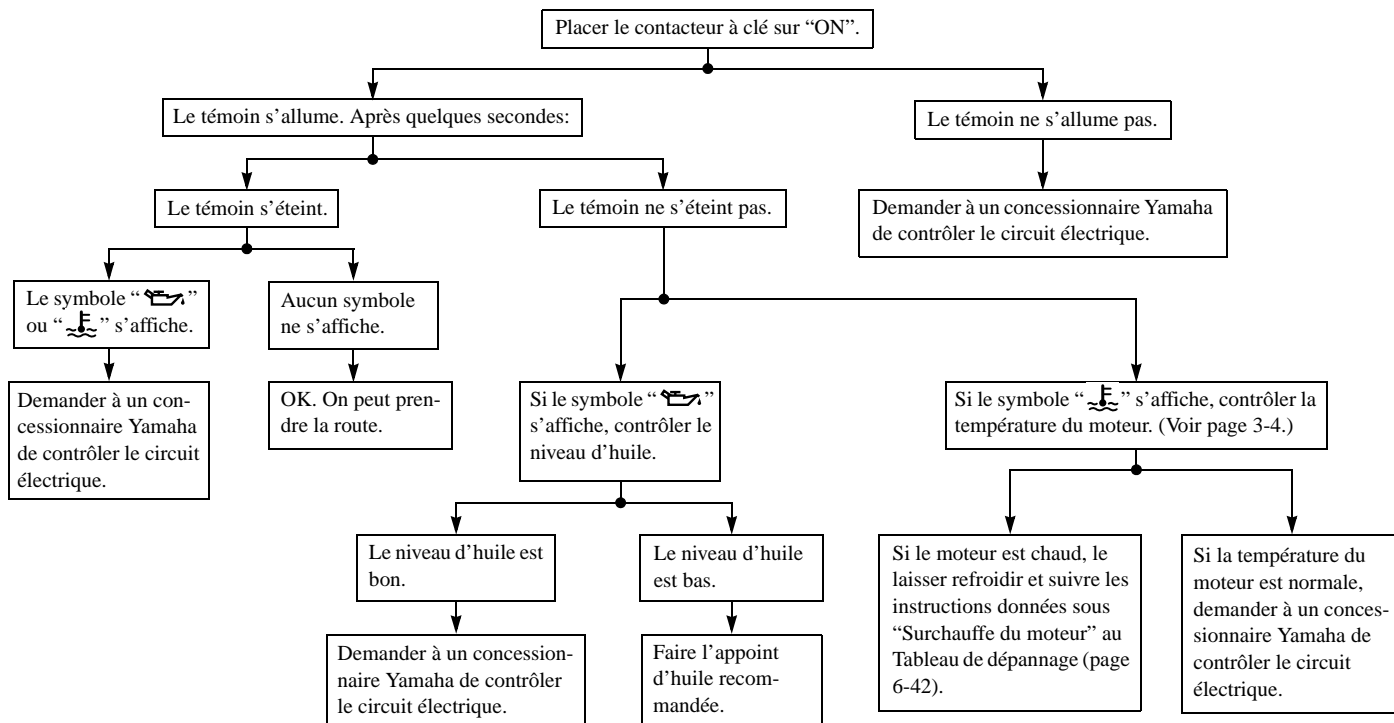 Placer le contacteur à clé sur “ON”.
Le témoin s’allume. Après quelques secondes:
Le témoin ne s’allume pas.
Le témoin s’éteint.
Le témoin ne s’éteint pas.
Demander à un concessionnaire Yamaha
de contrôler le circuit électrique.
Le symbole “ ”
ou “ ” s’affiche.
Aucun symbole
ne s’affiche.
Demander à un con-
cessionnaire Yamaha
de contrôler le circuit
électrique.
OK. On peut pren-
dre la route.
Si le symbole “ ”
s’affiche, contrôler le
niveau d’huile.
Si le symbole “ ” s’affiche, contrôler la
température du moteur. (Voir page 3-4.)
Le niveau d’huile est
bon.
Le niveau d’huile
est bas.
Si le moteur est chaud, le
laisser refroidir et suivre les
instructions données sous
“Surchauffe du moteur” au
Tableau de dépannage (page
6-42).
Si la température du
moteur est normale,
demander à un conces-
sionnaire Yamaha de
contrôler le circuit
électrique.
Demander à un concession-
naire Yamaha de contrôler
le circuit électrique.
Faire l’appoint
d’huile recom-
mandée.